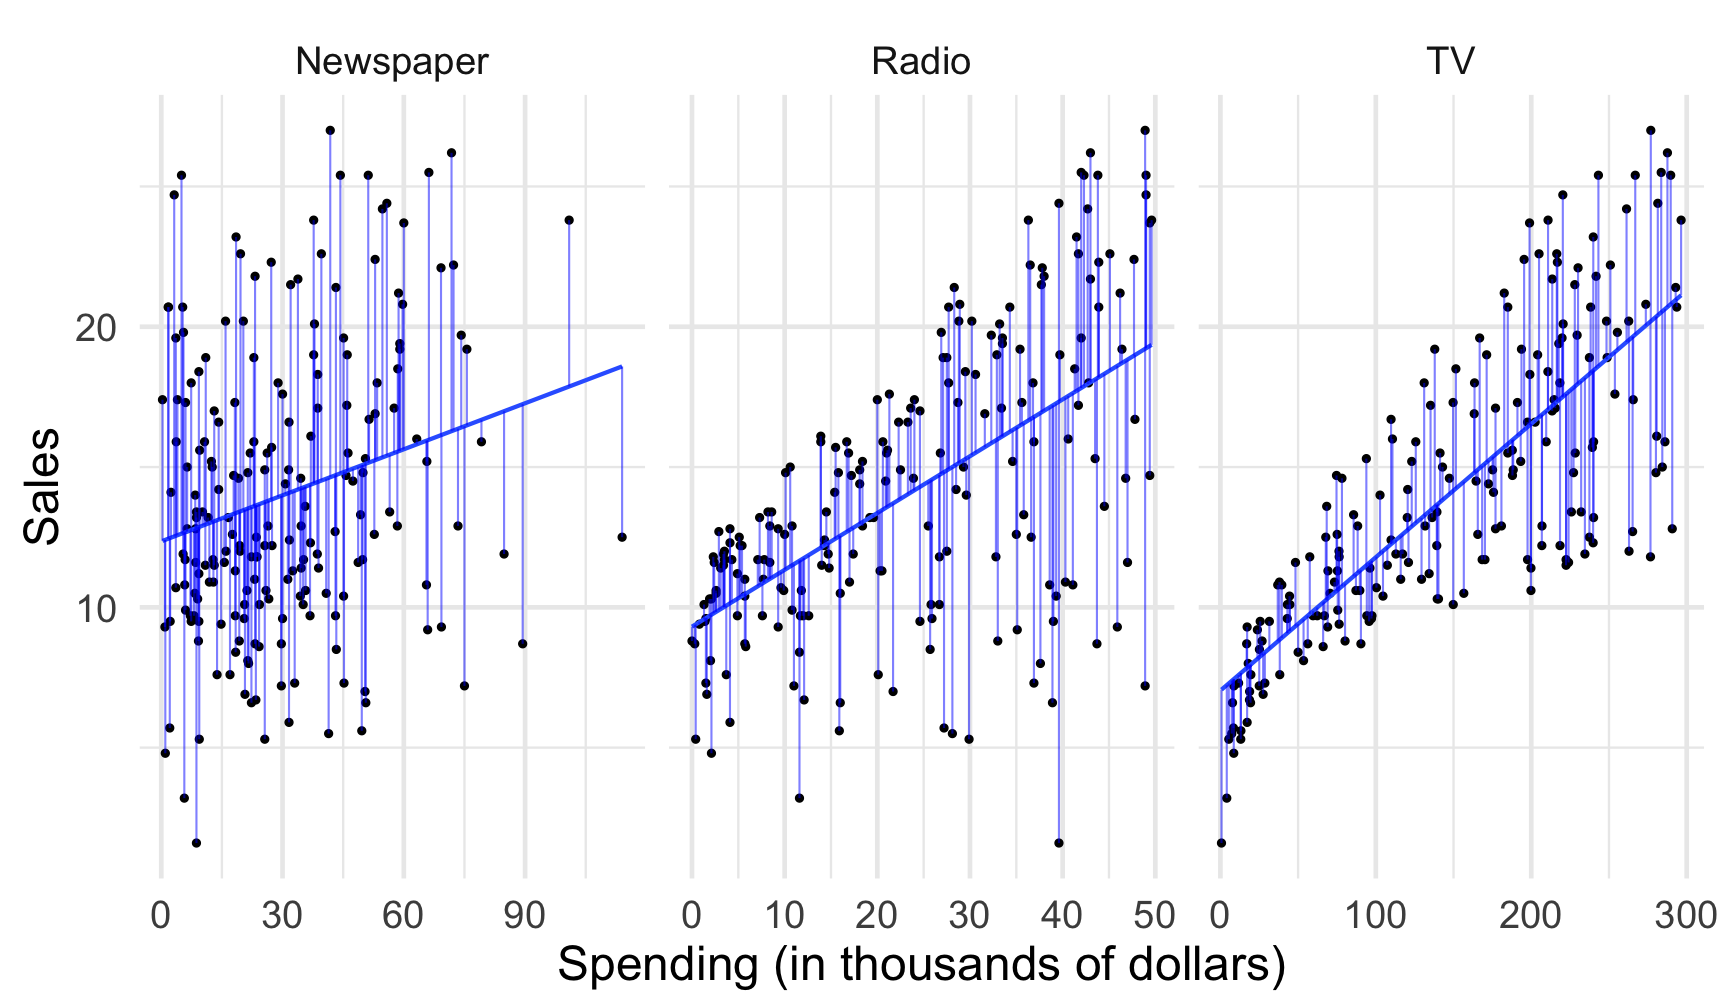 Newspaper Radio TV
Sales
20
10
0 30 60 90 0 10 20 30 40 50 0 100 200 300
Spending (in thousands of dollars)